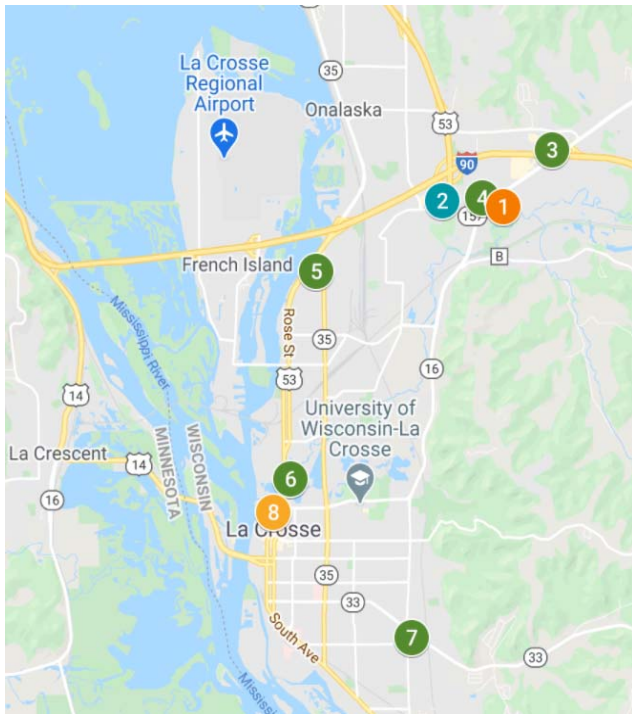 La Crosse
Regional
Airport
35
Onalaska
53
90
3
2
4
1
157
B
French Island
5
Mississippi River
Rose St
35
14
53
16
University of
Wisconsin-La
Crosse
La Crescent
14
WISCONSIN
MINNESOTA
16
6
8
La Crosse
35
33
South Ave
7
33
Mississi